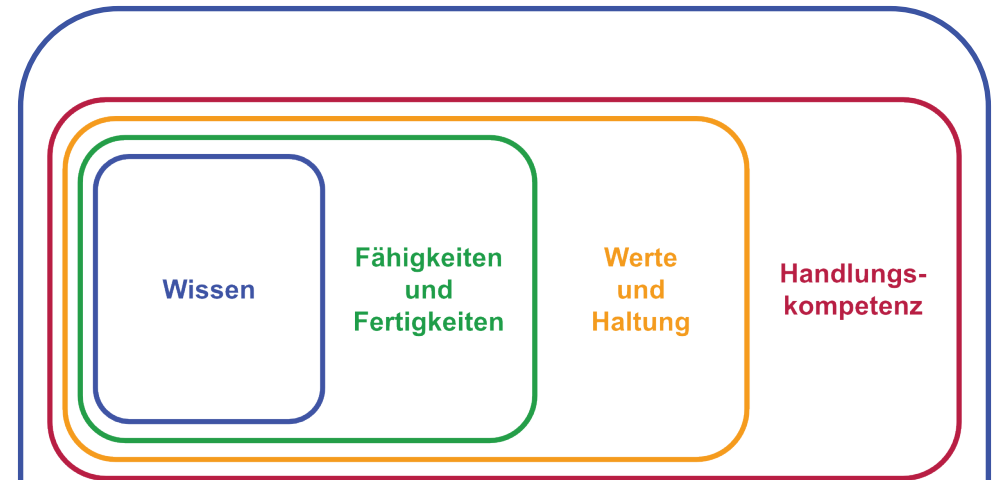 Wissen
Fähigkeiten
und
Fertigkeiten
Werte
und
Haltung
Handlungs-
kompetenz